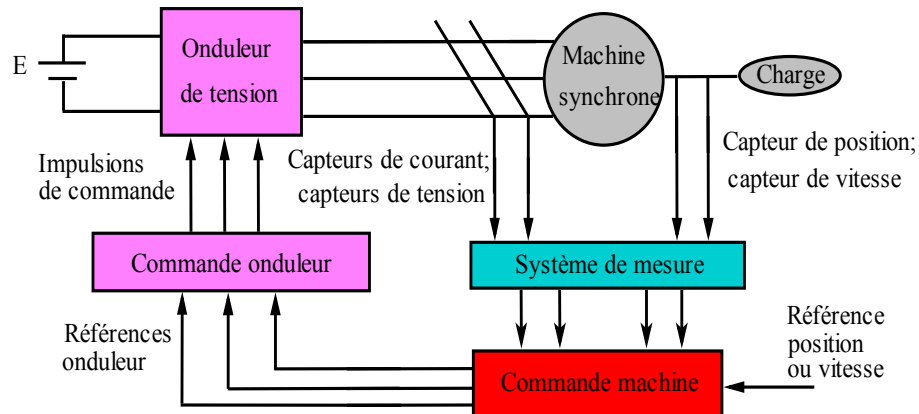 E
Onduleur
de tension
Machine
synchrone
Charge
Impulsions
de commande
Capteurs de courant;
capteurs de tension
Capteur de position;
capteur de vitesse
Commande onduleur
Système de mesure
Références
onduleur
Commande machine
Référence
position
ou vitesse